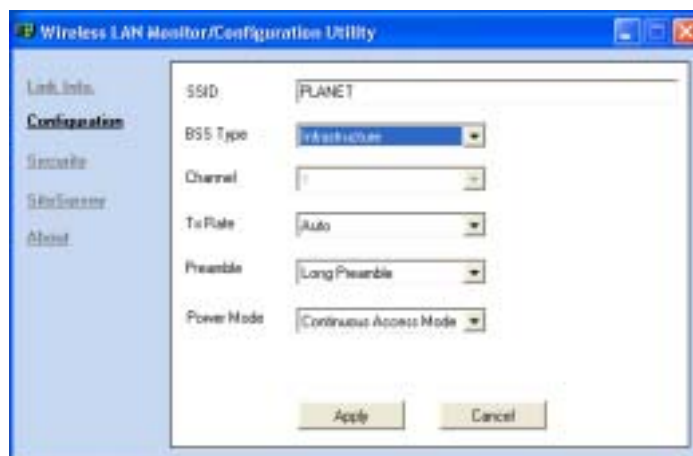 Wireless LAN Monitor/Configuration Utility
Link Info.
Configuration
Security
SiteSurvey
About
SSID PLANET
BSS Type Infrastructure
Channel 1
Tx Rate Auto
Preamble Long Preamble
Power Mode Continuous Access Mode
Apply Cancel